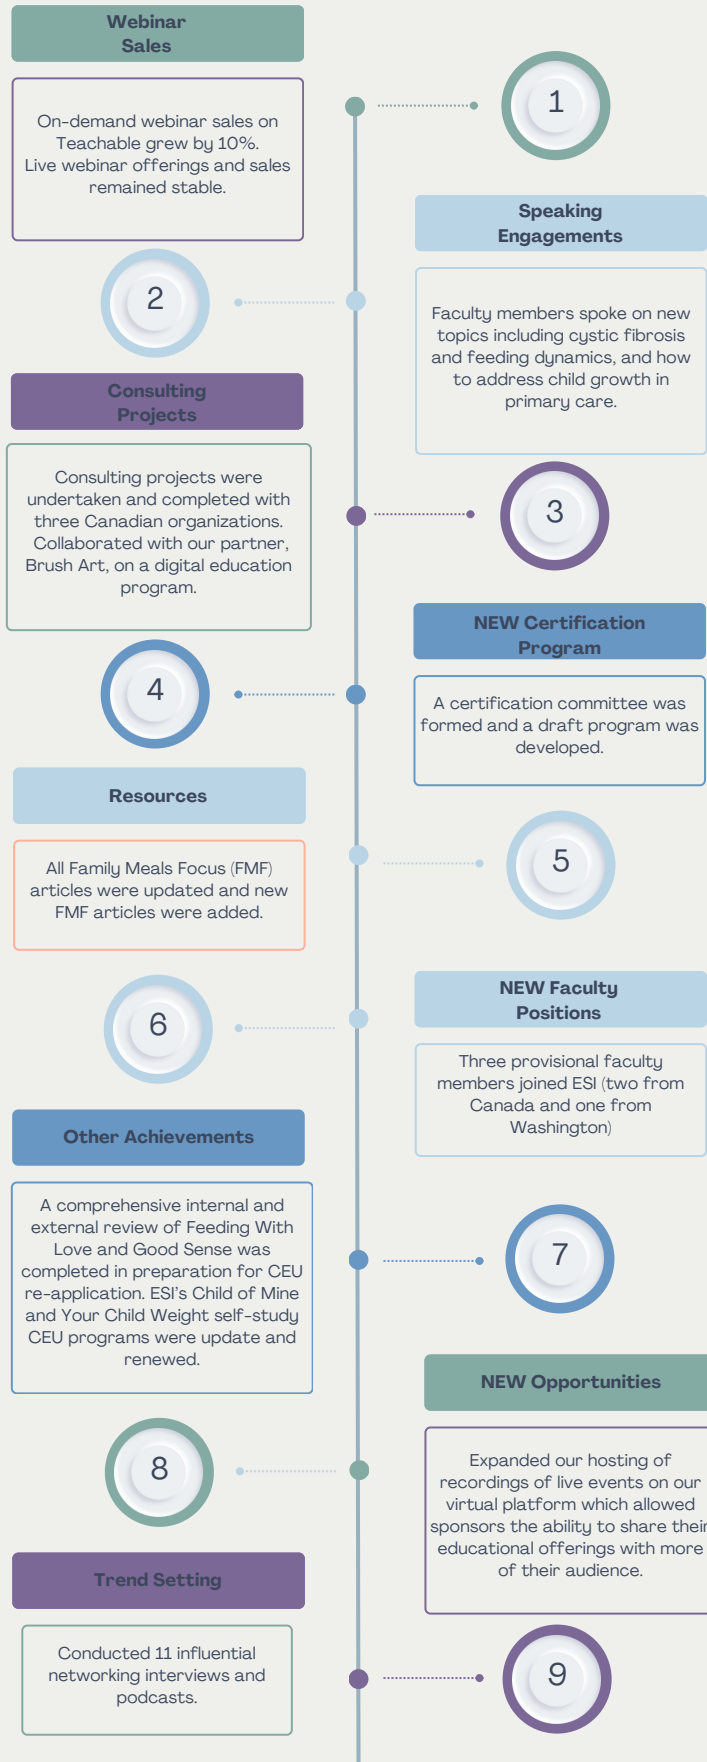 Webinar
Sales
On-demand webinar sales on
Teachable grew by 10%.
Live webinar offerings and sales
remained stable.
1
Speaking
Engagements
Faculty members spoke on new
topics including cystic fibrosis
and feeding dynamics, and how
to address child growth in
primary care.
2
Consulting
Projects
Consulting projects were
undertaken and completed with
three Canadian organizations.
Collaborated with our partner,
Brush Art, on a digital education
program.
3
NEW Certification
Program
A certification committee was
formed and a draft program was
developed.
4
Resources
All Family Meals Focus (FMF)
articles were updated and new
FMF articles were added.
5
NEW Faculty
Positions
Three provisional faculty
members joined ESI (two from
Canada and one from
Washington)
6
Other Achievements
A comprehensive internal and
external review of Feeding With
Love and Good Sense was
completed in preparation for CEU
re-application. ESI's Child of Mine
and Your Child Weight self-study
CEU programs were update and
renewed.
7
NEW Opportunities
Expanded our hosting of
recordings of live events on our
virtual platform which allowed
sponsors the ability to share their
educational offerings with more
of their audience.
8
Trend Setting
Conducted 11 influential
networking interviews and
podcasts.
9